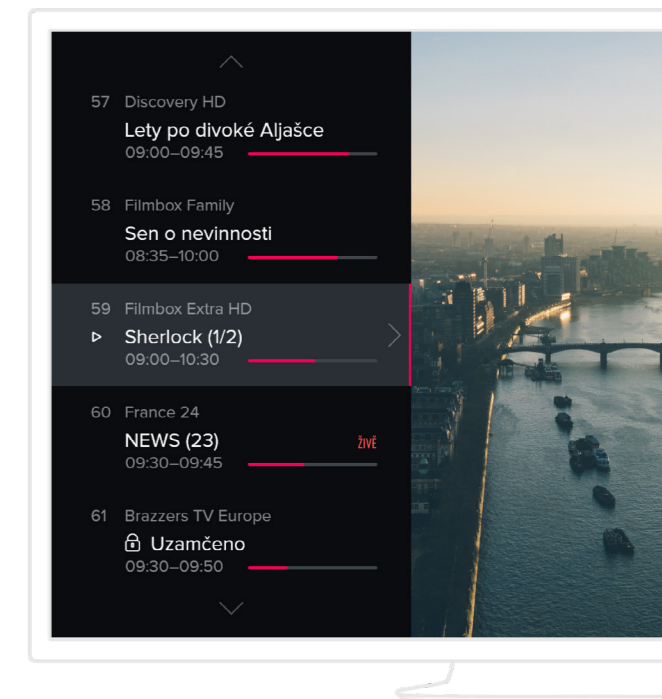 57 Discovery HD
Lety po divoké Aljašce
09:00–09:45
58 Filmbox Family
Sen o nevinnosti
08:35–10:00
59 Filmbox Extra HD
Sherlock (1/2)
09:00–10:30
60 France 24
NEWS (23) ŽIVĚ
09:30–09:45
61 Brazzers TV Europe
Uzamčeno
09:30–09:50